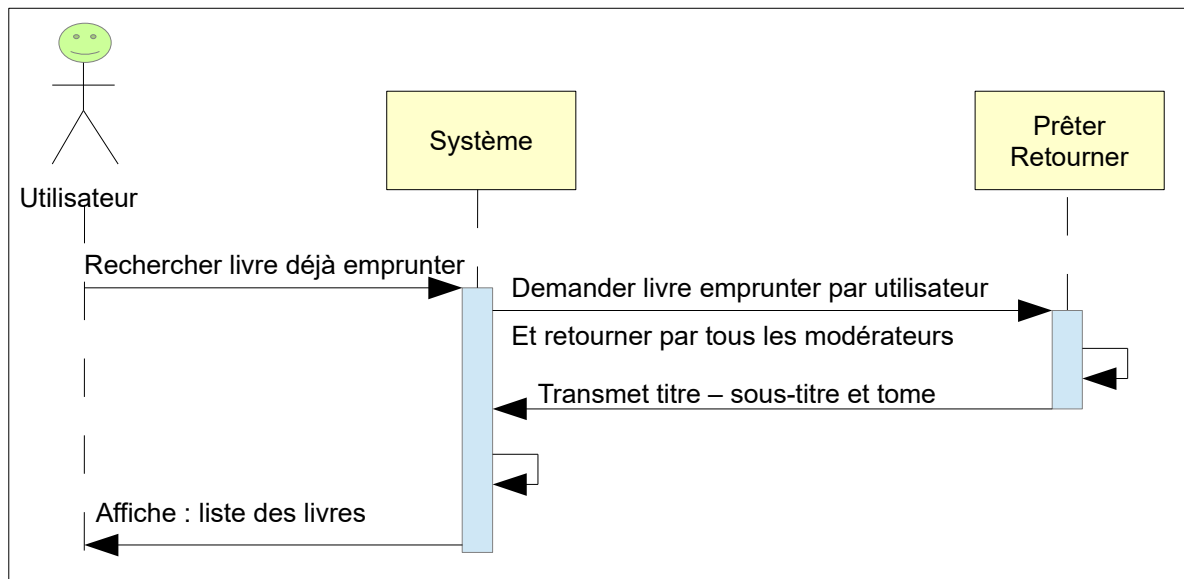 Système
Prêter
Retourner
Utilisateur
Rechercher livre déjà emprunter
Demander livre emprunter par utilisateur
Et retourner par tous les modérateurs
Transmet titre – sous-titre et tome
Affiche : liste des livres